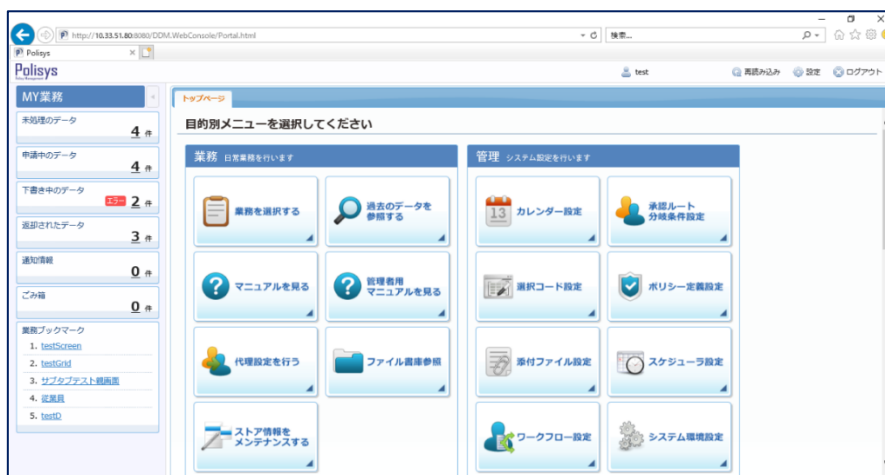 http://10.33.51.80:8080/DDM.WebConsole/Portal.html
検索...
Polisys
Polisys
test
再読み込み
設定
ログアウト
MY業務
トップページ
未処理のデータ
4 件
申請中のデータ
4 件
下書き中のデータ
エラー 2 件
返却されたデータ
3 件
通知情報
0 件
ごみ箱
0 件
業務ブックマーク
1. testScreen
2. testGrid
3. サブタブテスト親画面
4. 従業員
5. testD
目的別メニューを選択してください
業務 日常業務を行います
業務を選択する
過去のデータを
参照する
マニュアルを見る
管理者用
マニュアルを見る
代理設定を行う
ファイル書庫参照
ストア情報を
メンテナンスする
管理 システム設定を行います
13
カレンダー設定
承認ルート
分岐条件設定
選択コード設定
ポリシー定義設定
添付ファイル設定
スケジューラ設定
ワークフロー設定
システム環境設定